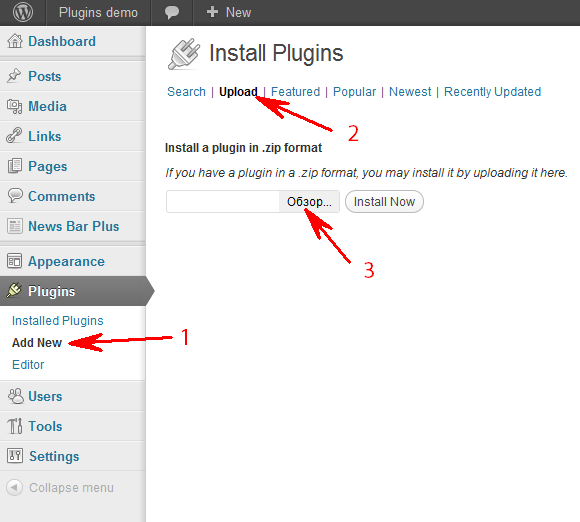 Plugins demo + New
Dashboard
Posts
Media
Links
Pages
Comments
News Bar Plus
Appearance
Plugins
Installed Plugins
Add New
Editor
Users
Tools
Settings
Collapse menu
Install Plugins
Search | Upload | Featured | Popular | Newest | Recently Updated
2
Install a plugin in .zip format
If you have a plugin in a .zip format, you may install it by uploading it here.
Обзор... Install Now
3
1